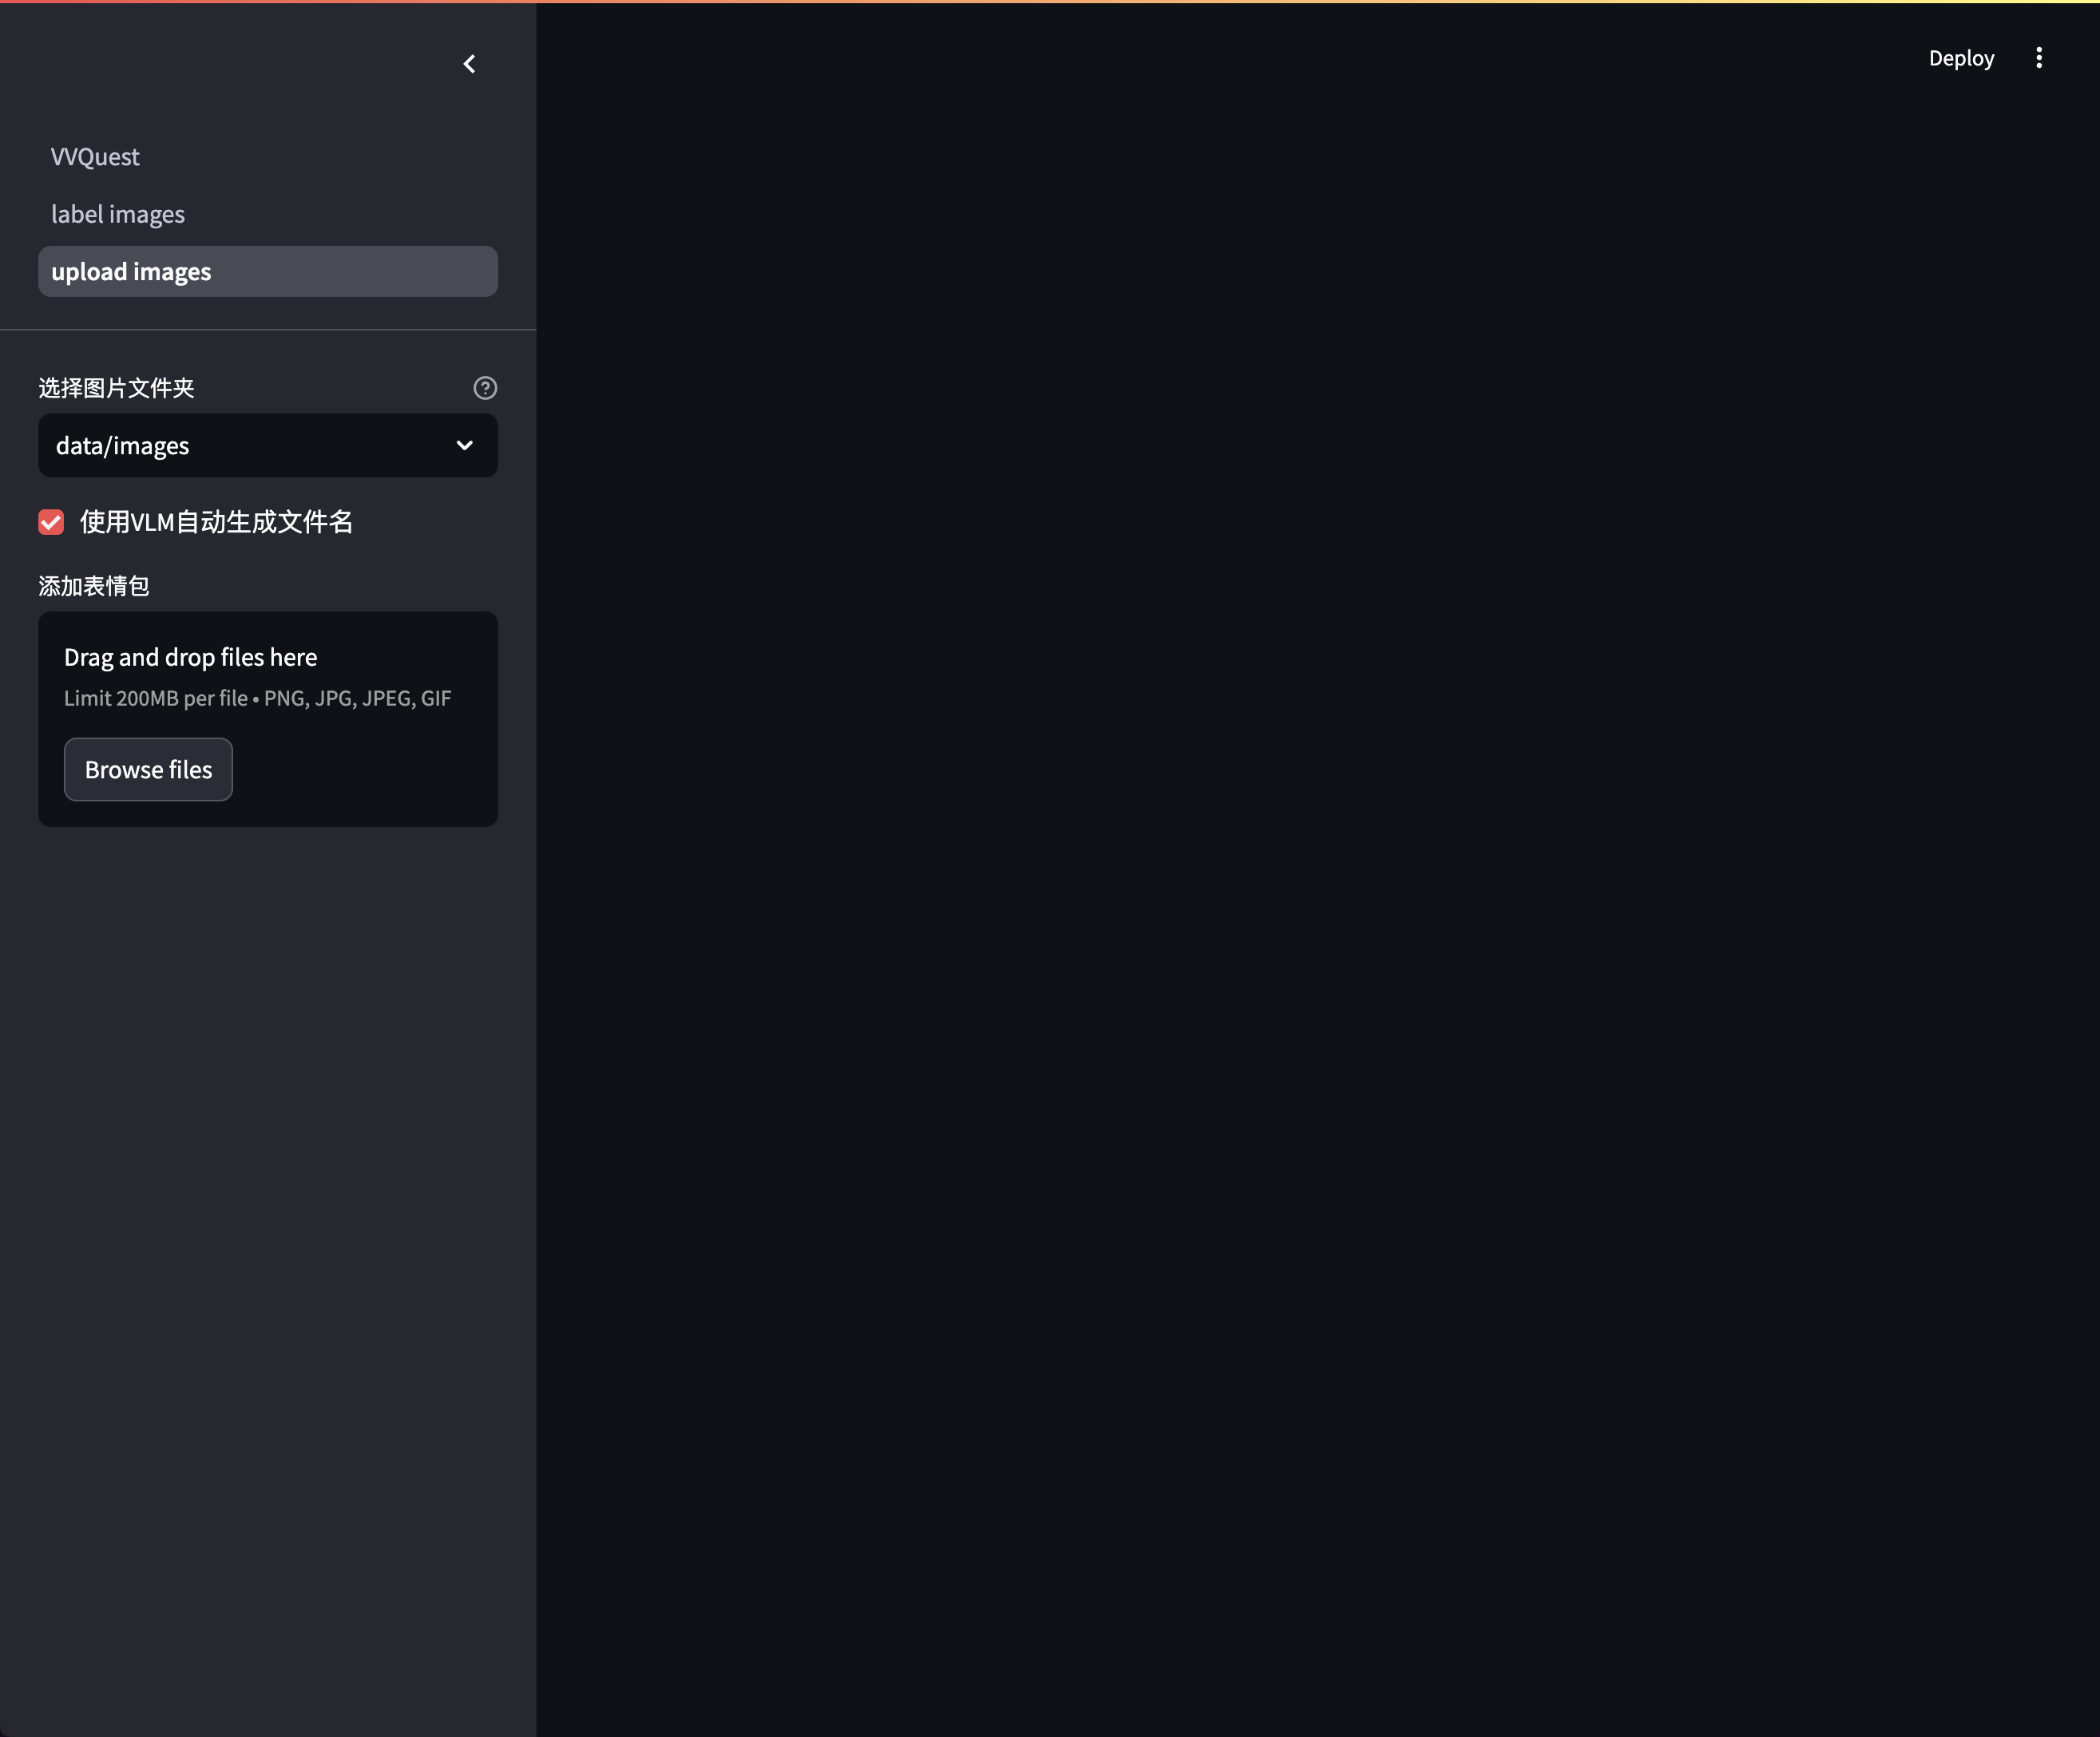 Deploy
VVQuest
label images
upload images
选择图片文件夹
data/images
使用VLM自动生成文件名
添加表情包
Drag and drop files here
Limit 200MB per file • PNG, JPG, JPEG, GIF
Browse files